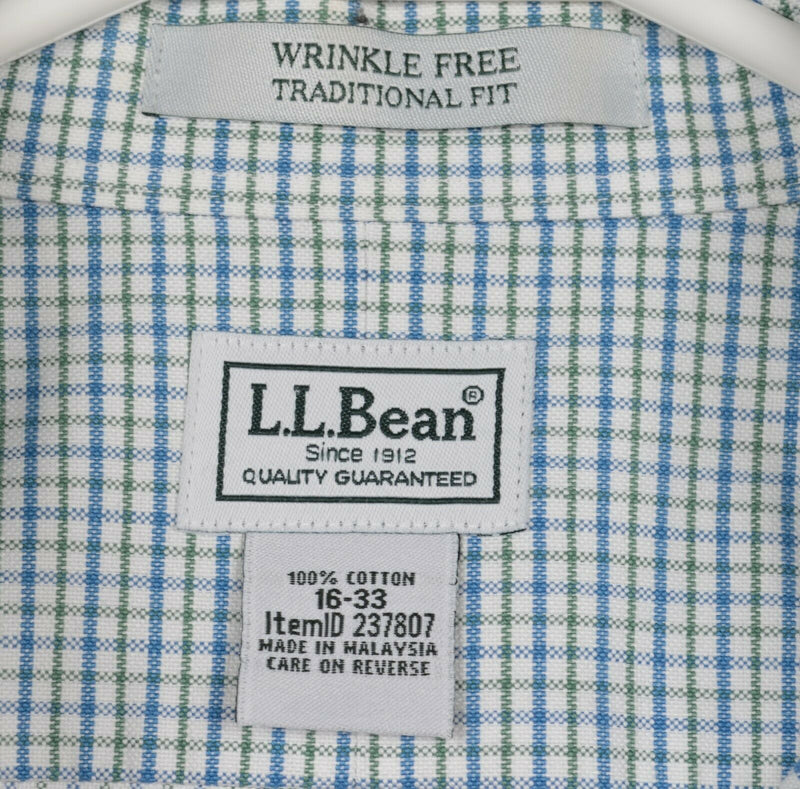 WRINKLE FREE
TRADITIONAL FIT
L.L.Bean®
Since 1912
QUALITY GUARANTEED
100% COTTON
16-33
ItemID 237807
MADE IN MALAYSIA
CARE ON REVERSE